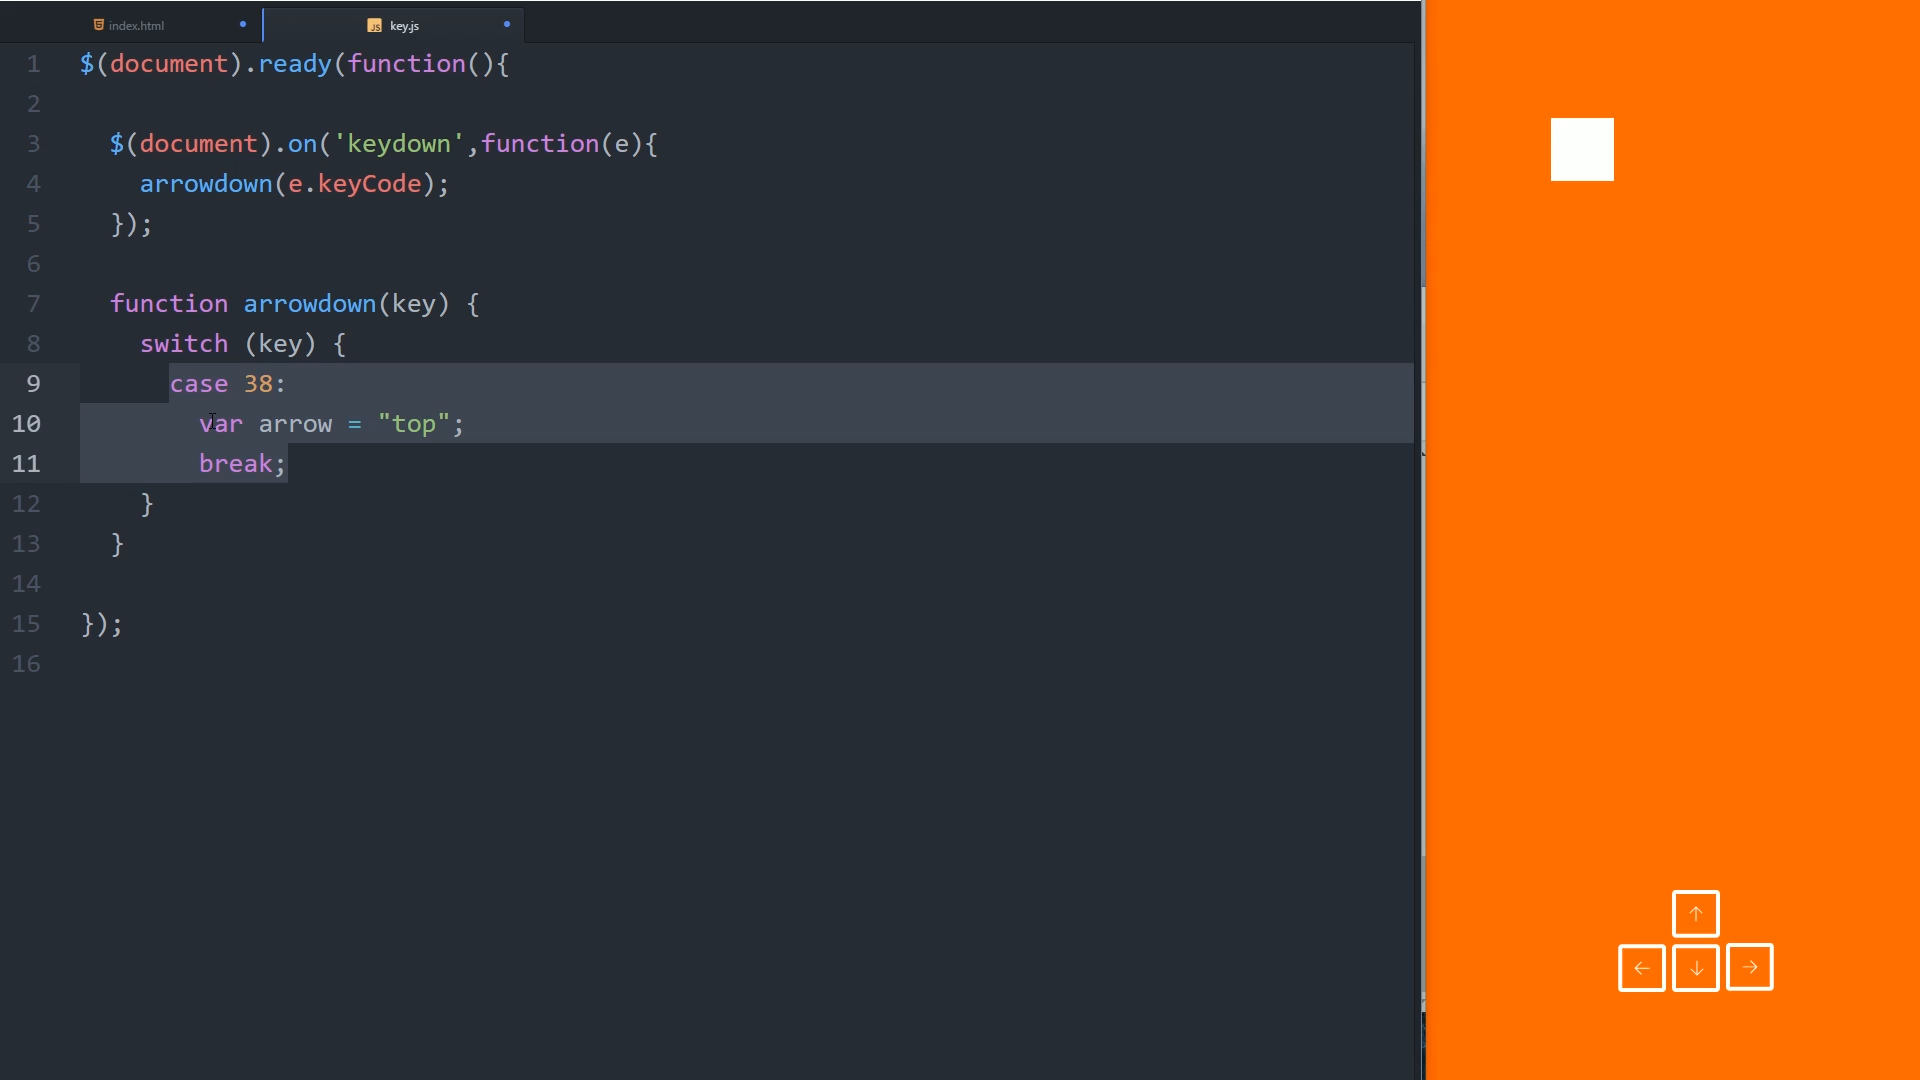 index.html
key.js
1 $(document).ready(function(){
2
3 $(document).on('keydown',function(e){
4 arrowdown(e.keyCode);
5 });
6
7 function arrowdown(key) {
8 switch (key) {
9 case 38:
10 var arrow = "top";
11 break;
12 }
13 }
14
15 });
16
↑
← ↓ →